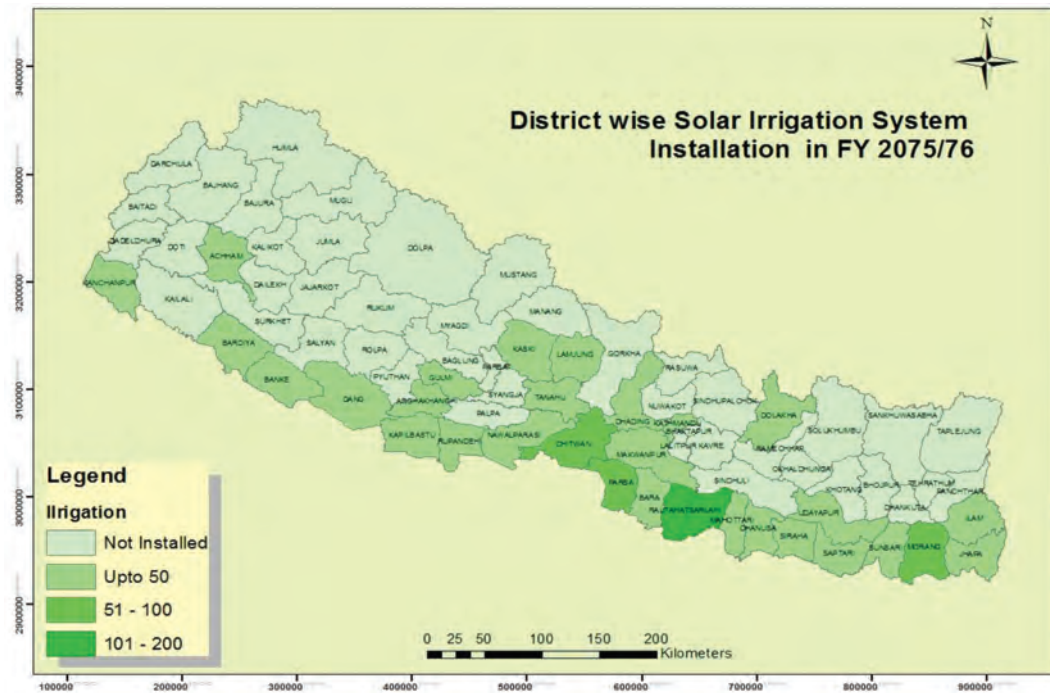 N
District wise Solar Irrigation System
Installation in FY 2075/76
HUMLA
DARCHULA
BAJHANG
BAITADI
BAJURA
MUGU
DADELDHURA
DOTI
ACHHAM
KALIKOT
JUMLA
DOLPA
MUSTANG
KANCHANPUR
KAILALI
DAILEKH
JAJARKOT
RUKUM
MANANG
SURKHET
SALYAN
ROLPA
MYAGDI
GORKHA
BARDIYA
BANKE
DANG
PYUTHAN
BAGLUNG
KASKI
LAMJUNG
RASUWA
GULMI
SYANGJA
TANAHU
NUWAKOT
SINDHUPALCHOK
DOLAKHA
ARGHAKHANCHI
PALPA
DHADING
KATHMANDU
BHAKTAPUR
SOLUKHUMBU
SANKHUWASABHA
TAPLEJUNG
KAPILBASTU
RUPANDEHI
NAWALPARASI
CHITWAN
MAKWANPUR
LALITPUR
KAVRE
RAMECHHAP
OKHALDHUNGA
PARSA
BARA
SINDHULI
KHOTANG
BHOJPUR
TEHRATHUM
PANCHTHAR
DHANKUTA
RAUTAHAT
SARLAHI
MAHOTTARI
DHANUSA
SIRAHA
UDAYAPUR
SAPTARI
SUNSARI
MORANG
ILAM
JHAPA
Legend
IIrrigation
Not Installed
Upto 50
51 - 100
101 - 200
0 25 50 100 150 200
Kilometers
3400000
3300000
3200000
3100000
3000000
2900000
100000 200000 300000 400000 500000 600000 700000 800000 900000